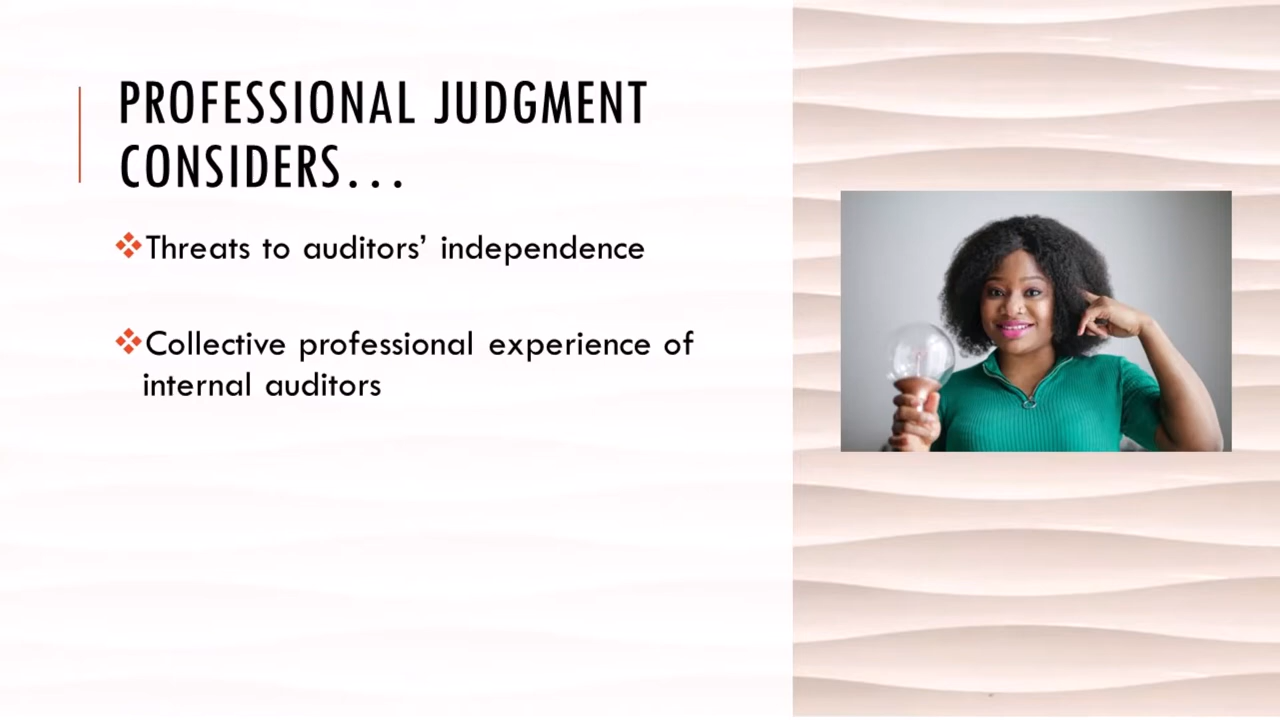 PROFESSIONAL JUDGMENT
CONSIDERS...
❖Threats to auditors’ independence
❖Collective professional experience of
internal auditors